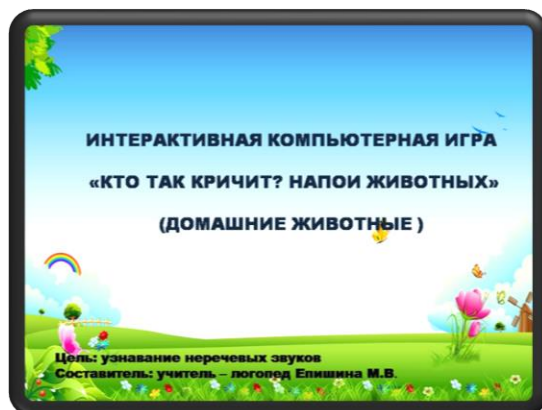 ИНТЕРАКТИВНАЯ КОМПЬЮТЕРНАЯ ИГРА
«КТО ТАК КРИЧИТ? НАПОИ ЖИВОТНЫХ»
(ДОМАШНИЕ ЖИВОТНЫЕ )
Цель: узнавание неречевых звуков
Составитель: учитель – логопед Епишина М.В.